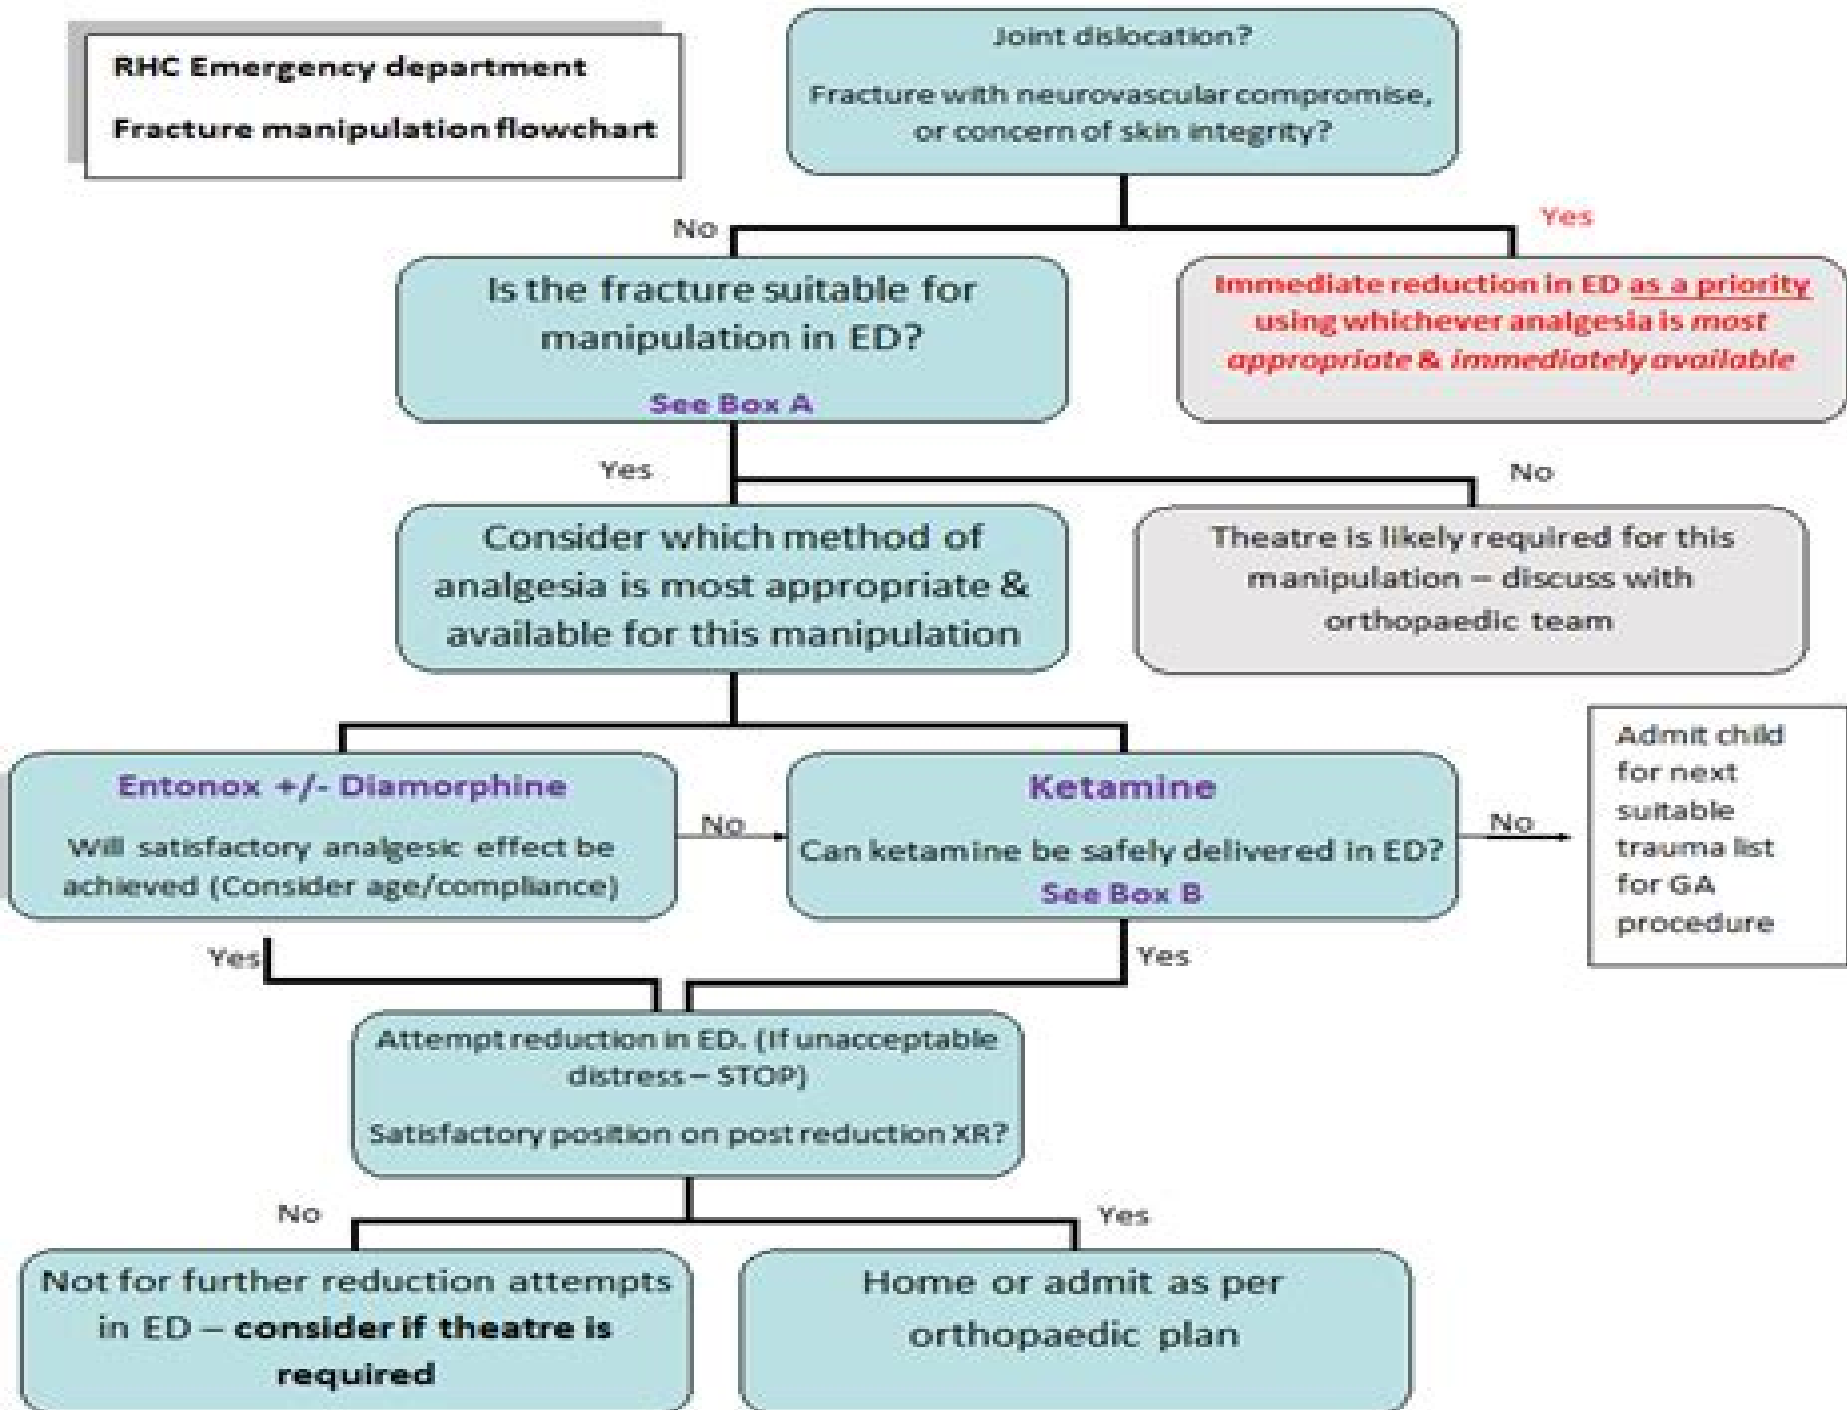 RHC Emergency department
Fracture manipulation flowchart
Joint dislocation?
Fracture with neurovascular compromise,
or concern of skin integrity?
No
Yes
Is the fracture suitable for
manipulation in ED?
See Box A
Immediate reduction in ED as a priority
using whichever analgesia is most
appropriate & immediately available
Yes
No
Consider which method of
analgesia is most appropriate &
available for this manipulation
Theatre is likely required for this
manipulation – discuss with
orthopaedic team
Entonox +/- Diamorphine
Will satisfactory analgesic effect be
achieved (Consider age/compliance)
No
Ketamine
Can ketamine be safely delivered in ED?
See Box B
No
Admit child
for next
suitable
trauma list
for GA
procedure
Yes
Yes
Attempt reduction in ED. (If unacceptable
distress – STOP)
Satisfactory position on post reduction XR?
No
Yes
Not for further reduction attempts
in ED – consider if theatre is
required
Home or admit as per
orthopaedic plan